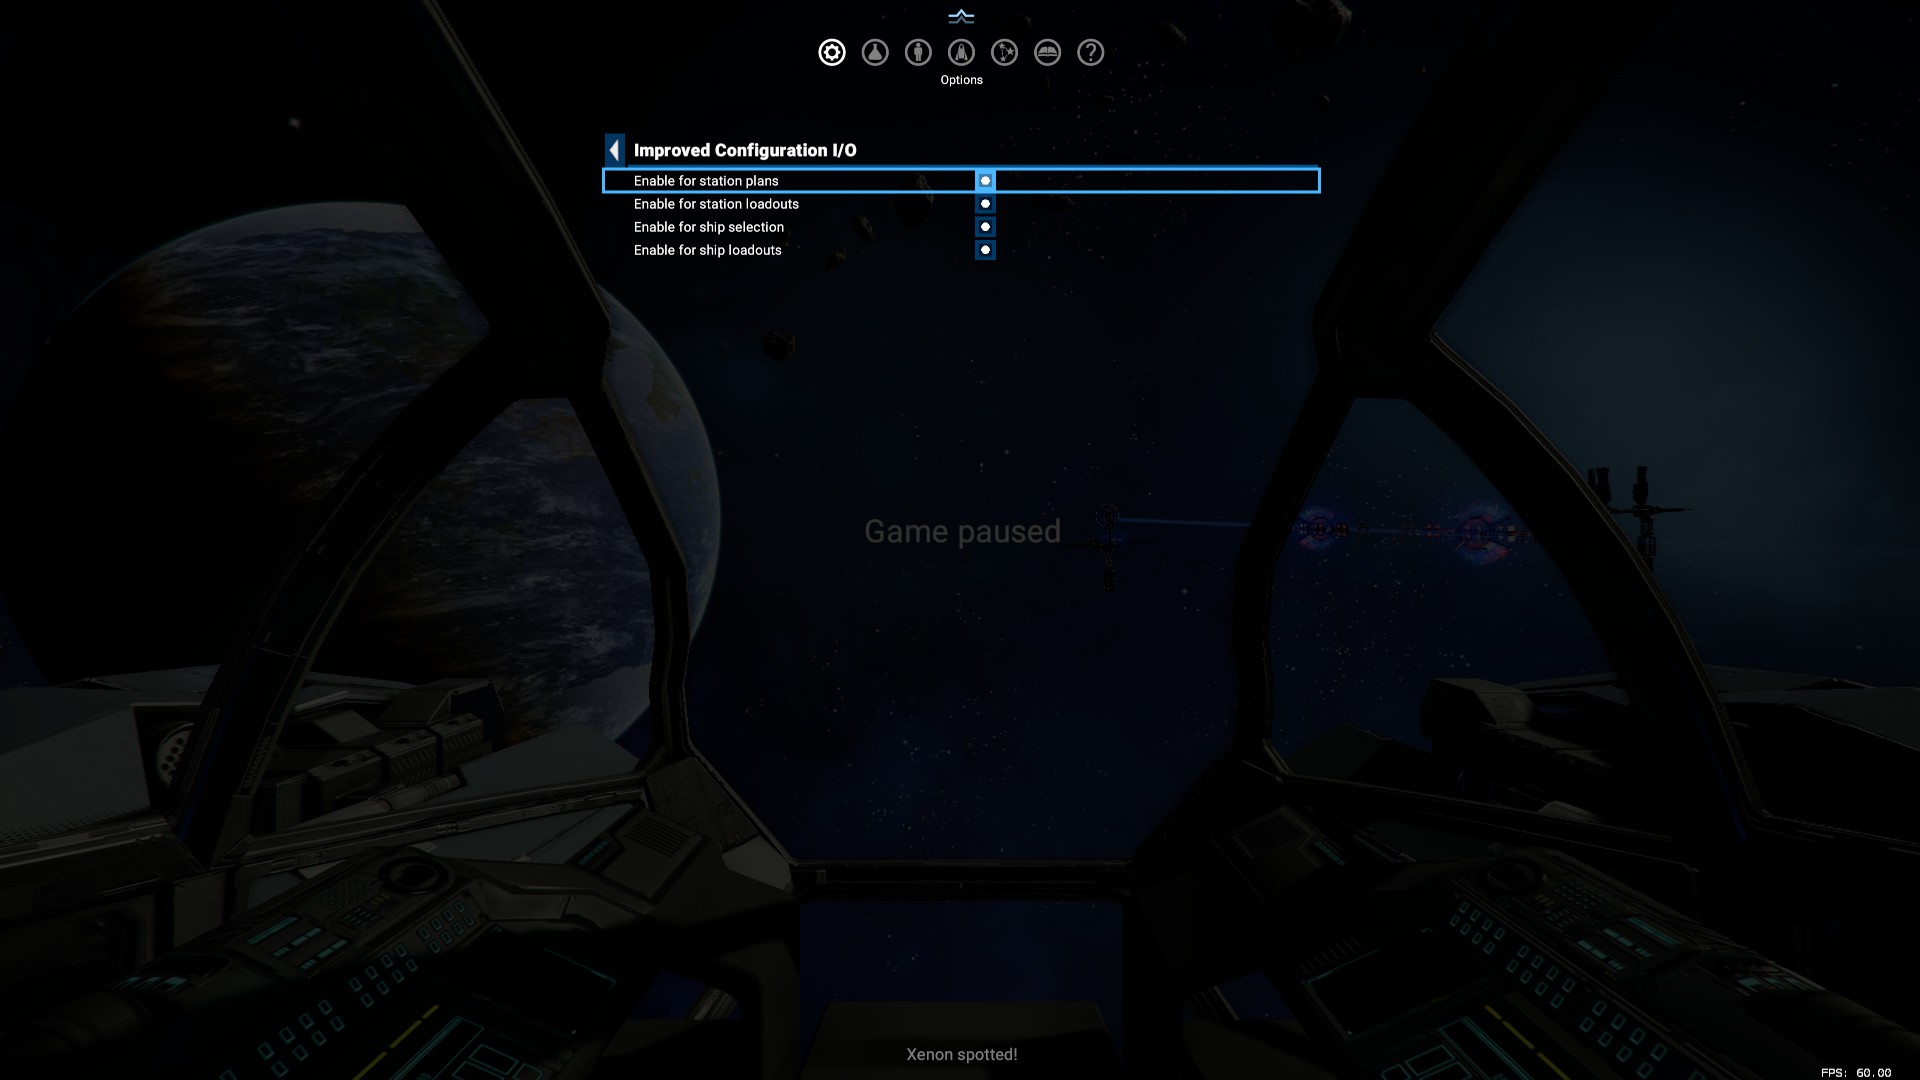 Options
Improved Configuration I/O
Enable for station plans
Enable for station loadouts
Enable for ship selection
Enable for ship loadouts
Game paused
Xenon spotted!
FPS: 60.00